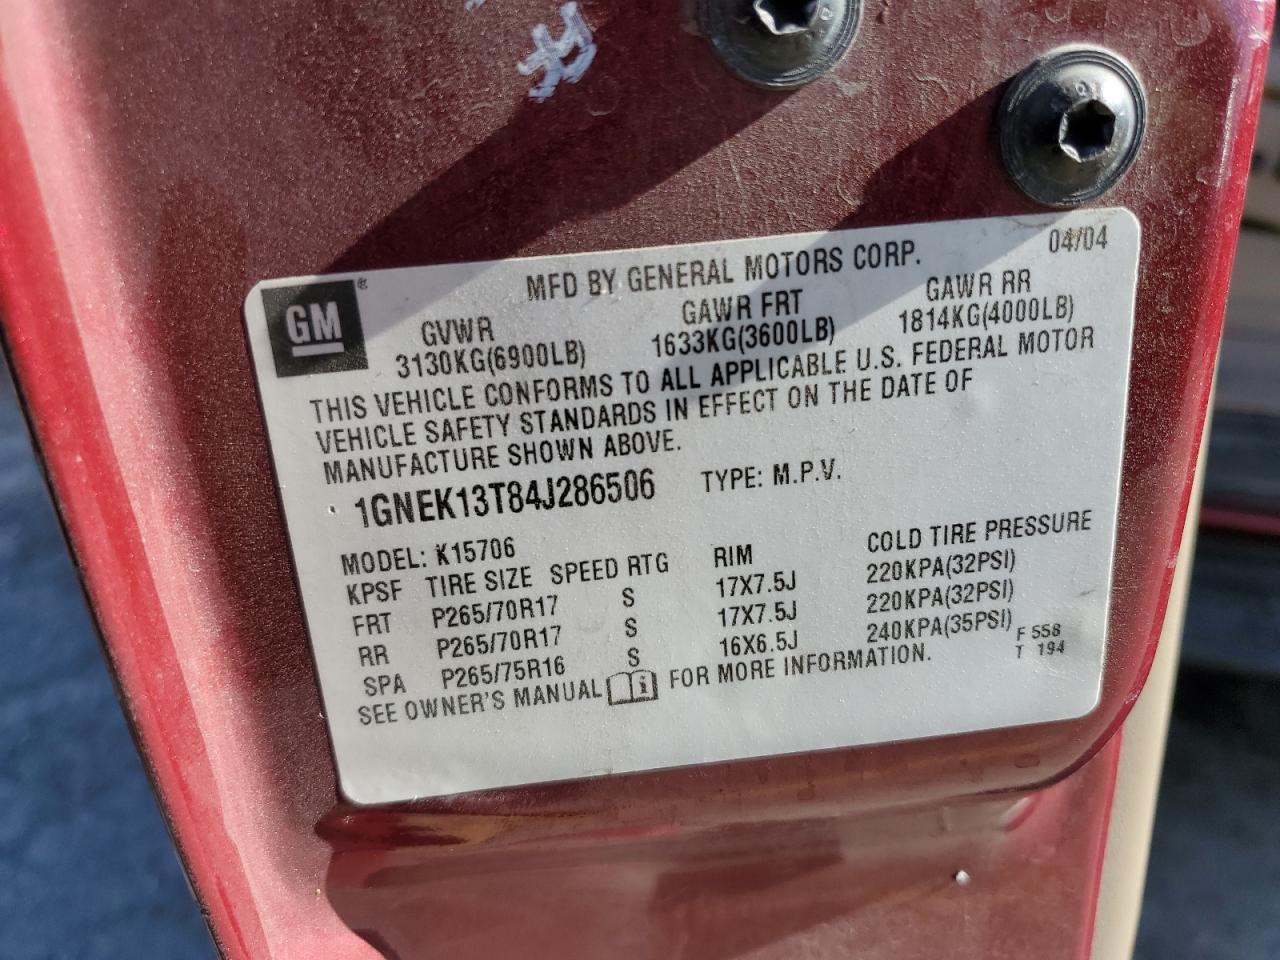 MFD BY GENERAL MOTORS CORP. 04/04
GM®
GVWR GAWR FRT GAWR RR
3130KG(6900LB) 1633KG(3600LB) 1814KG(4000LB)
THIS VEHICLE CONFORMS TO ALL APPLICABLE U.S. FEDERAL MOTOR
VEHICLE SAFETY STANDARDS IN EFFECT ON THE DATE OF
MANUFACTURE SHOWN ABOVE.
1GNEK13T84J286506 TYPE: M.P.V.
MODEL: K15706
KPSF TIRE SIZE SPEED RTG RIM COLD TIRE PRESSURE
FRT P265/70R17 S 17X7.5J 220KPA(32PSI)
RR P265/70R17 S 17X7.5J 220KPA(32PSI)
SPA P265/75R16 S 16X6.5J 240KPA(35PSI)
F 558
T 194
SEE OWNER'S MANUAL i FOR MORE INFORMATION.